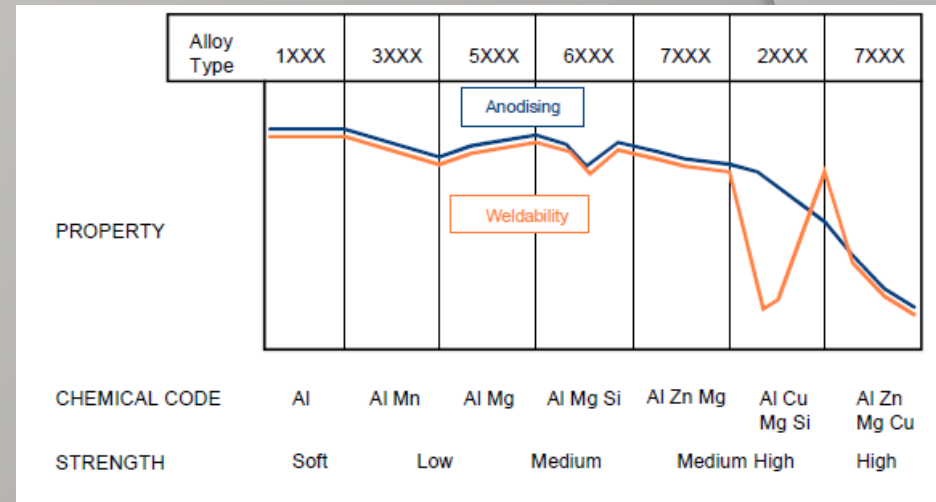 Alloy Type 1XXX 3XXX 5XXX 6XXX 7XXX 2XXX 7XXX
Anodising
Weldability
PROPERTY
CHEMICAL CODE Al Al Mn Al Mg Al Mg Si Al Zn Mg Al Cu Mg Si Al Zn Mg Cu
STRENGTH Soft Low Medium Medium High High